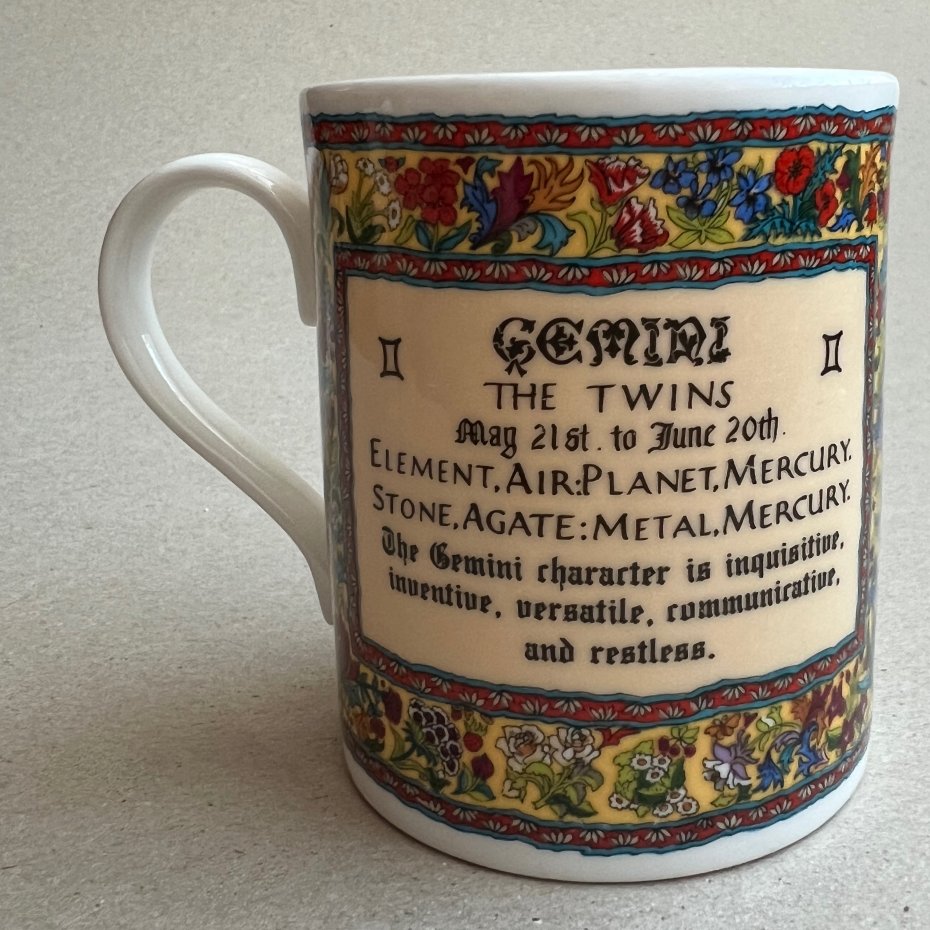 GEMINI
THE TWINS
May 21st. to June 20th.
ELEMENT, AIR: PLANET, MERCURY.
STONE, AGATE: METAL, MERCURY.
The Gemini character is inquisitive,
inventive, versatile, communicative,
and restless.